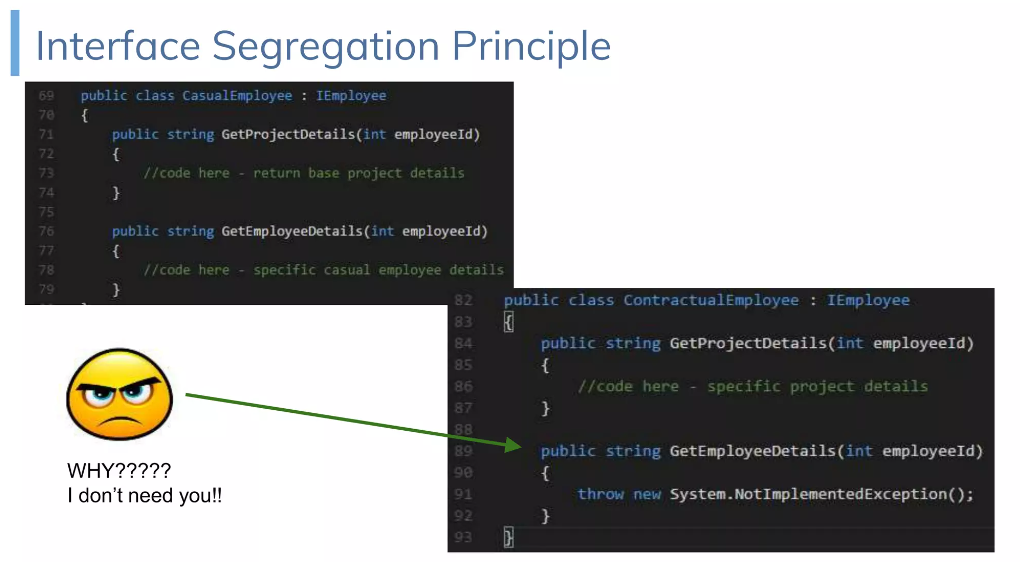 Interface Segregation Principle
69 public class CasualEmployee : IEmployee
70 {
71 public string GetProjectDetails(int employeeId)
72 {
73 //code here - return base project details
74 }
75
76 public string GetEmployeeDetails(int employeeId)
77 {
78 //code here - specific casual employee details
79 }
82 public class ContractualEmployee : IEmployee
83 {
84 public string GetProjectDetails(int employeeId)
85 {
86 //code here - specific project details
87 }
88
89 public string GetEmployeeDetails(int employeeId)
90 {
91 throw new System.NotImplementedException();
92 }
93 }
WHY?????
I don't need you!!